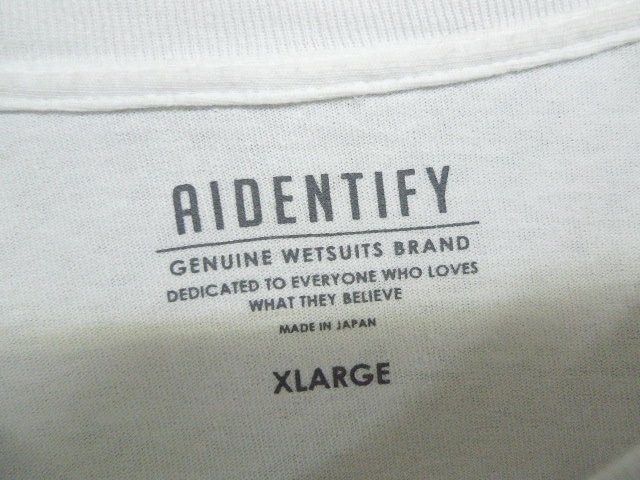 AIDENTIFY
GENUINE WETSUITS BRAND
DEDICATED TO EVERYONE WHO LOVES
WHAT THEY BELIEVE
MADE IN JAPAN
XLARGE